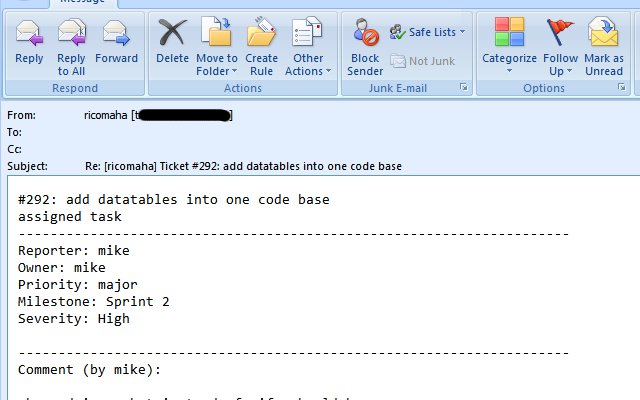 Message
Reply
Reply to All
Forward
Respond
Delete
Move to Folder
Create Rule
Other Actions
Actions
Block Sender
Safe Lists
Not Junk
Junk E-mail
Categorize
Follow Up
Mark as Unread
Options
From: ricomaha [t ]
To:
Cc:
Subject: Re: [ricomaha] Ticket #292: add datatables into one code base
#292: add datatables into one code base
assigned task
----------------------------------------------------------------------
Reporter: mike
Owner: mike
Priority: major
Milestone: Sprint 2
Severity: High
----------------------------------------------------------------------
Comment (by mike):